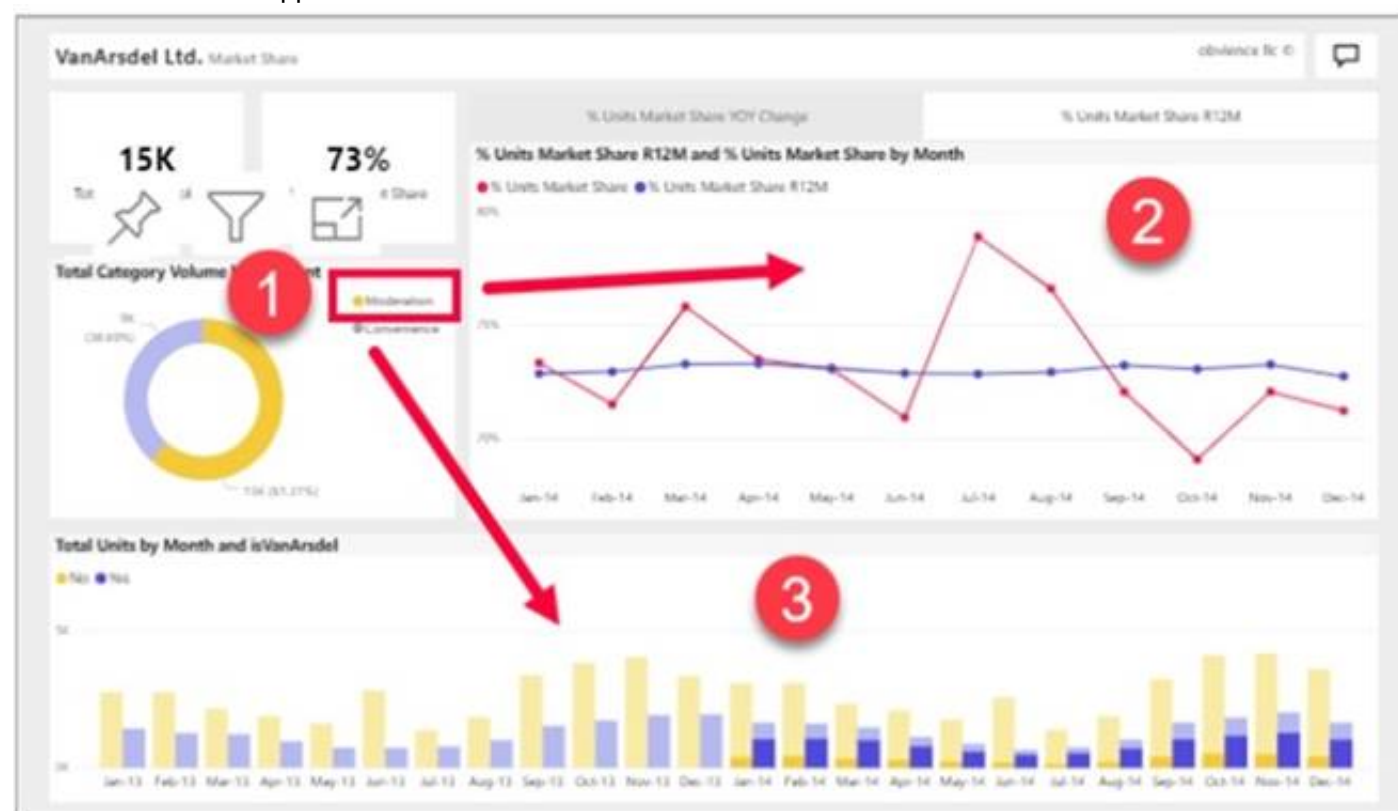 VanArsdel Ltd. Market Share
obvience llc ©
15K
73%
% Units Market Share YOY Change
% Units Market Share R12M
% Units Market Share R12M and % Units Market Share by Month
% Units Market Share % Units Market Share R12M
80%
75%
70%
Jan-14 Feb-14 Mar-14 Apr-14 May-14 Jun-14 Jul-14 Aug-14 Sep-14 Oct-14 Nov-14 Dec-14
2
Share
Total Category Volume
1
Moderation
Convenience
Total Units by Month and isVanArsdel
No Yes
3
5K
0K
Jan-13 Feb-13 Mar-13 Apr-13 May-13 Jun-13 Jul-13 Aug-13 Sep-13 Oct-13 Nov-13 Dec-13 Jan-14 Feb-14 Mar-14 Apr-14 May-14 Jun-14 Jul-14 Aug-14 Sep-14 Oct-14 Nov-14 Dec-14